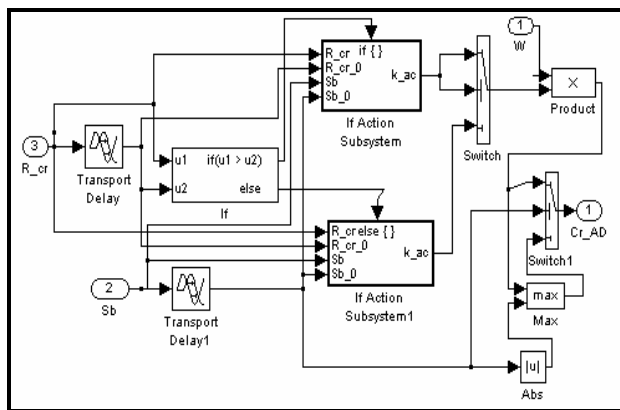 1
W
R_cr
if { }
R_cr_0
Sb
Sb_0
k_ac
If Action
Subsystem
Switch
X
Product
3
R_cr
Transport
Delay
u1
if(u1 > u2)
u2
else
If
R_cr
else { }
R_cr_0
Sb
Sb_0
k_ac
If Action
Subsystem1
2
Sb
Transport
Delay1
1
Cr_AD
Switch1
max
Max
|u|
Abs